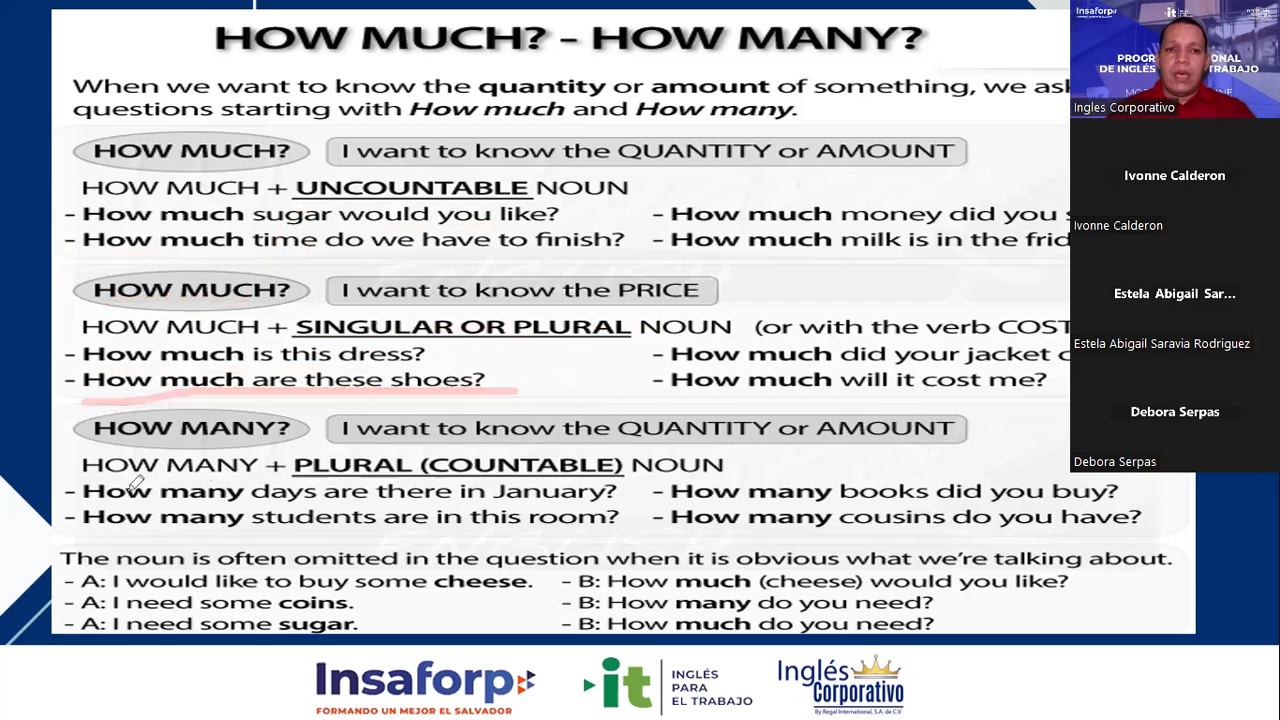 HOW MUCH? - HOW MANY?
When we want to know the quantity or amount of something, we ask
questions starting with How much and How many.
HOW MUCH? I want to know the QUANTITY or AMOUNT
HOW MUCH + UNCOUNTABLE NOUN
- How much sugar would you like? - How much money did you
- How much time do we have to finish? - How much milk is in the
HOW MUCH? I want to know the PRICE
HOW MUCH + SINGULAR OR PLURAL NOUN (or with the verb COST
- How much is this dress? - How much did your jacket
- How much are these shoes? - How much will it cost me?
HOW MANY? I want to know the QUANTITY or AMOUNT
HOW MANY + PLURAL (COUNTABLE) NOUN
- How many days are there in January? - How many books did you buy?
- How many students are in this room? - How many cousins do you have?
The noun is often omitted in the question when it is obvious what we're talking about.
- A: I would like to buy some cheese. - B: How much (cheese) would you like?
- A: I need some coins. - B: How many do you need?
- A: I need some sugar. - B: How much do you need?
Insaforp
FORMANDO UN MEJOR EL SALVADOR
it
INGLÉS
PARA
EL TRABAJO
Inglés
Corporativo
By Regal International, S.A. de C.V.
Insaforp
it
DE INGLÉS TRABAJO
Ingles Corporativo
Ivonne Calderon
Ivonne Calderon
Estela Abigail Sar...
Estela Abigail Saravia Rodriguez
Debora Serpas
Debora Serpas